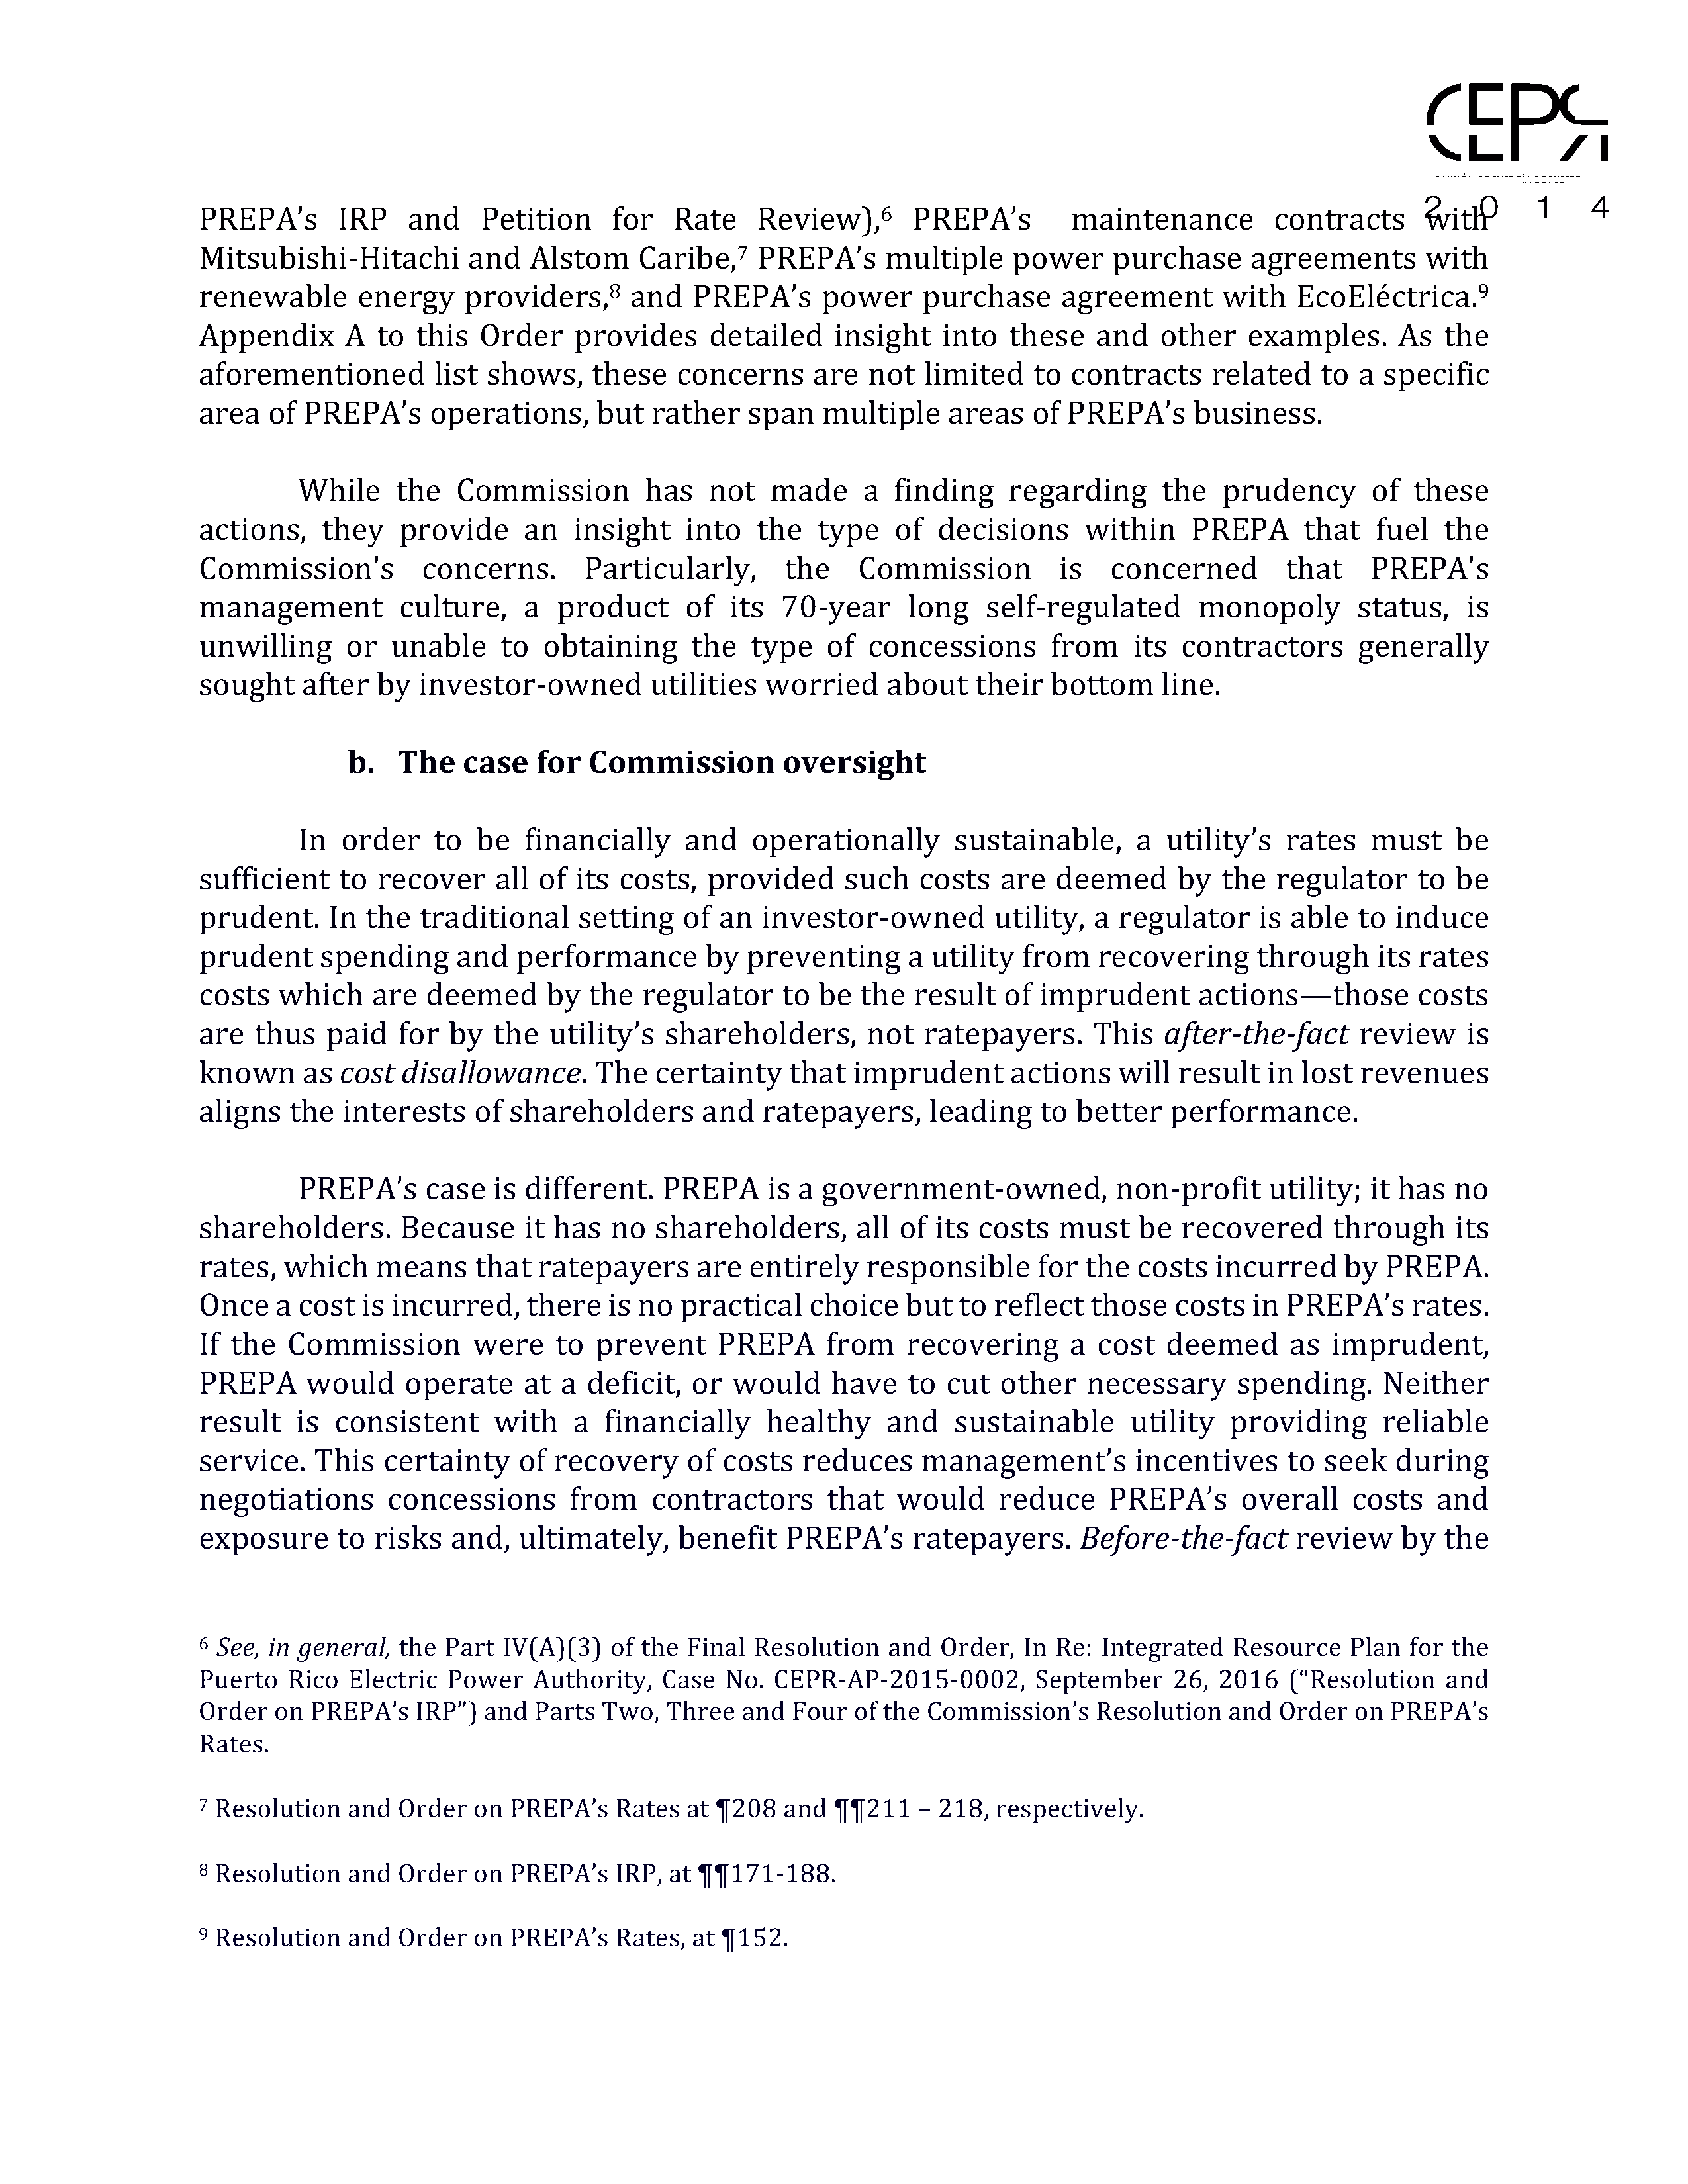 CEPR
2 0 1 4
PREPA’s IRP and Petition for Rate Review),⁶ PREPA’s maintenance contracts with
Mitsubishi-Hitachi and Alstom Caribe,⁷ PREPA’s multiple power purchase agreements with
renewable energy providers,⁸ and PREPA’s power purchase agreement with EcoEléctrica.⁹
Appendix A to this Order provides detailed insight into these and other examples. As the
aforementioned list shows, these concerns are not limited to contracts related to a specific
area of PREPA’s operations, but rather span multiple areas of PREPA’s business.
While the Commission has not made a finding regarding the prudency of these
actions, they provide an insight into the type of decisions within PREPA that fuel the
Commission’s concerns. Particularly, the Commission is concerned that PREPA’s
management culture, a product of its 70-year long self-regulated monopoly status, is
unwilling or unable to obtaining the type of concessions from its contractors generally
sought after by investor-owned utilities worried about their bottom line.
b. The case for Commission oversight
In order to be financially and operationally sustainable, a utility’s rates must be
sufficient to recover all of its costs, provided such costs are deemed by the regulator to be
prudent. In the traditional setting of an investor-owned utility, a regulator is able to induce
prudent spending and performance by preventing a utility from recovering through its rates
costs which are deemed by the regulator to be the result of imprudent actions—those costs
are thus paid for by the utility’s shareholders, not ratepayers. This after-the-fact review is
known as cost disallowance. The certainty that imprudent actions will result in lost revenues
aligns the interests of shareholders and ratepayers, leading to better performance.
PREPA’s case is different. PREPA is a government-owned, non-profit utility; it has no
shareholders. Because it has no shareholders, all of its costs must be recovered through its
rates, which means that ratepayers are entirely responsible for the costs incurred by PREPA.
Once a cost is incurred, there is no practical choice but to reflect those costs in PREPA’s rates.
If the Commission were to prevent PREPA from recovering a cost deemed as imprudent,
PREPA would operate at a deficit, or would have to cut other necessary spending. Neither
result is consistent with a financially healthy and sustainable utility providing reliable
service. This certainty of recovery of costs reduces management’s incentives to seek during
negotiations concessions from contractors that would reduce PREPA’s overall costs and
exposure to risks and, ultimately, benefit PREPA’s ratepayers. Before-the-fact review by the
⁶ See, in general, the Part IV(A)(3) of the Final Resolution and Order, In Re: Integrated Resource Plan for the
Puerto Rico Electric Power Authority, Case No. CEPR-AP-2015-0002, September 26, 2016 (“Resolution and
Order on PREPA’s IRP”) and Parts Two, Three and Four of the Commission’s Resolution and Order on PREPA’s
Rates.
⁷ Resolution and Order on PREPA’s Rates at ¶208 and ¶¶211 – 218, respectively.
⁸ Resolution and Order on PREPA’s IRP, at ¶¶171-188.
⁹ Resolution and Order on PREPA’s Rates, at ¶152.